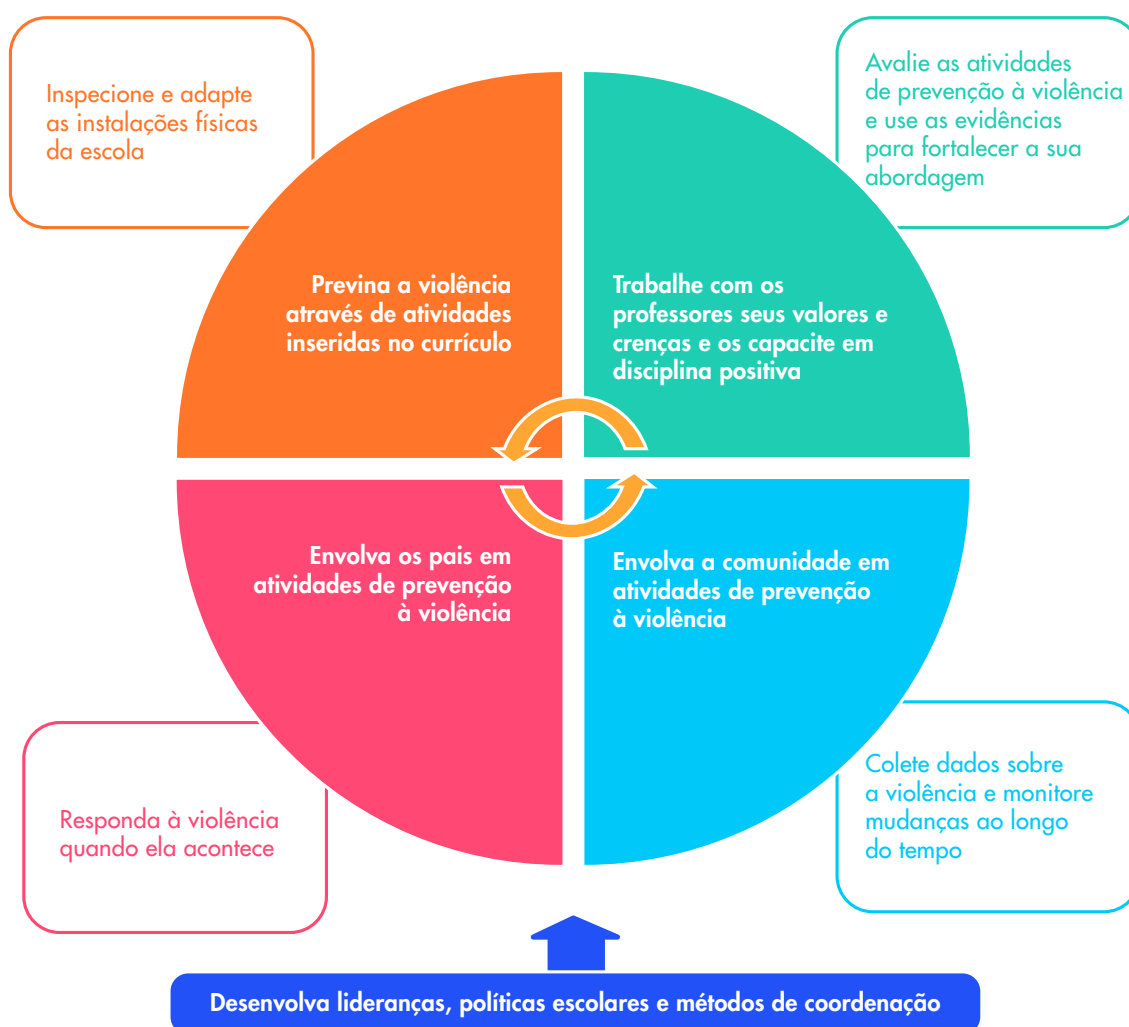 Inspecione e adapte
as instalações físicas
da escola
Avalie as atividades
de prevenção à violência
e use as evidências
para fortalecer a sua
abordagem
Previna a violência
através de atividades
inseridas no currículo
Trabalhe com os
professores seus valores e
crenças e os capacite em
disciplina positiva
Envolva os pais em
atividades de prevenção
à violência
Envolva a comunidade em
atividades de prevenção
à violência
Responda à violência
quando ela acontece
Colete dados sobre
a violência e monitore
mudanças ao longo
do tempo
Desenvolva lideranças, políticas escolares e métodos de coordenação